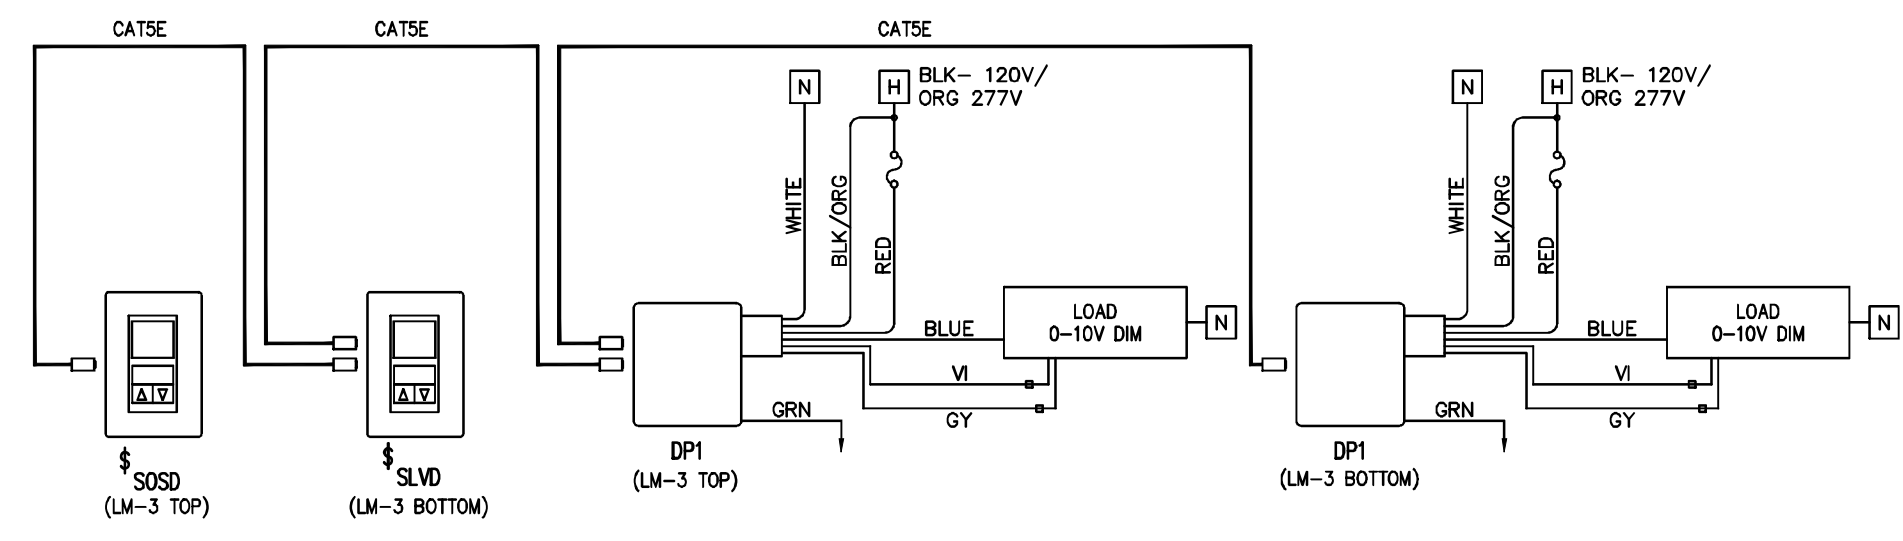 CAT5E
CAT5E
CAT5E
N
H
BLK- 120V/
ORG 277V
N
H
BLK- 120V/
ORG 277V
WHITE
BLK/ORG
RED
WHITE
BLK/ORG
RED
BLUE
LOAD
0-10V DIM
N
BLUE
LOAD
0-10V DIM
N
VI
GY
GRN
VI
GY
GRN
$ SOSD
(LM-3 TOP)
$ SLVD
(LM-3 BOTTOM)
DP1
(LM-3 TOP)
DP1
(LM-3 BOTTOM)